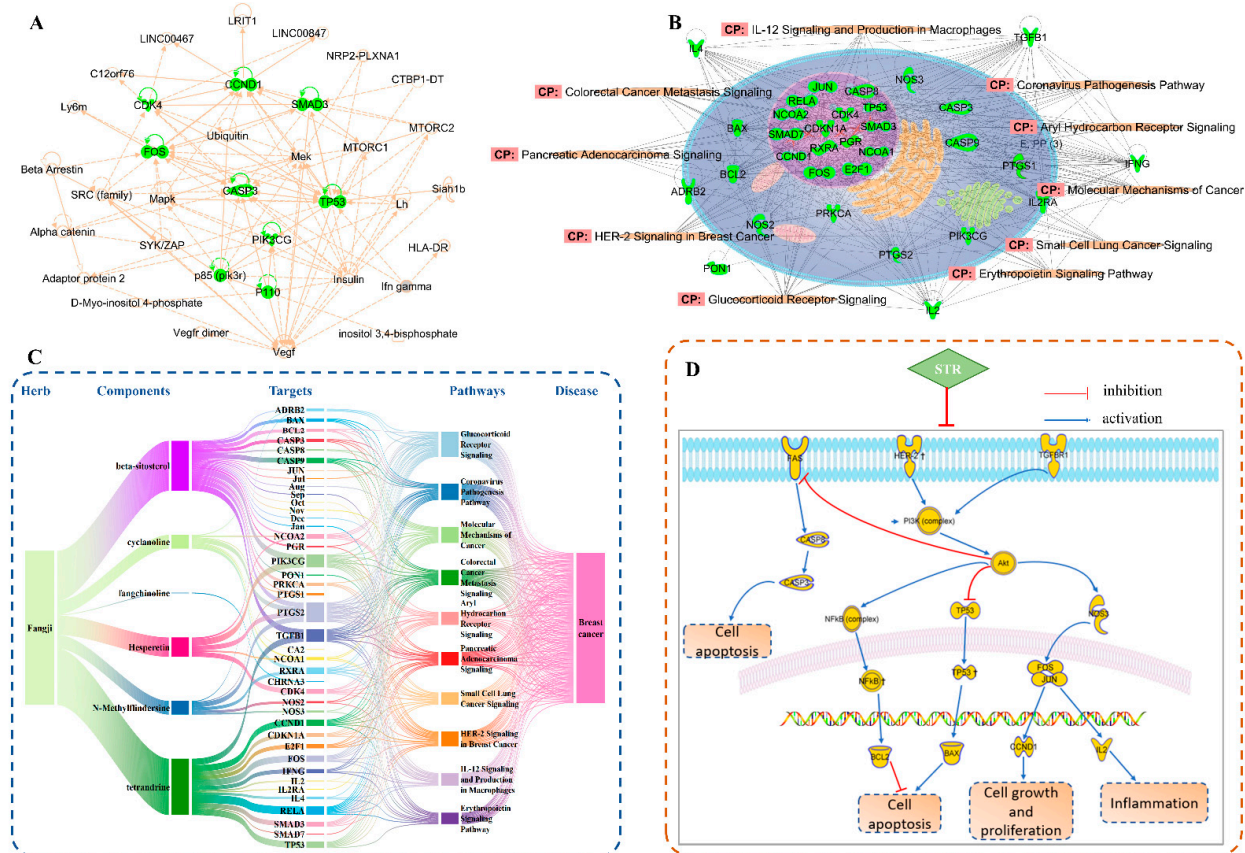 A
LRIT1
LINC00467
LINC00847
NRP2-PLXNA1
C12orf76
CCND1
CTBP1-DT
CDK4
SMAD3
Ly6m
MTORC2
Ubiquitin
FOS
MTORC1
Mek
Beta Arrestin
Siah1b
SRC (family)
CASP3
Mapk
TP53
Lh
Alpha catenin
SYK/ZAP
PIK3CG
HLA-DR
Adaptor protein 2
p85 (pik3r)
Insulin
Ifn gamma
P110
D-Myo-inositol 4-phosphate
Vegfr dimer
inositol 3,4-bisphosphate
Vegf
B
CP: IL-12 Signaling and Production in Macrophages
IL4
TGFB1
CP: Colorectal Cancer Metastasis Signaling
CP: Coronavirus Pathogenesis Pathway
JUN
CASP8
NOS3
RELA
TP53
CASP3
NCOA2
CDK4
BAX
SMAD7
CDKN1A
SMAD3
CP: Aryl Hydrocarbon Receptor Signaling
PGR
CASP9
E, PP (3)
CP: Pancreatic Adenocarcinoma Signaling
CCND1
RXRA
NCOA1
PTGS1
IFNG
BCL2
FOS
E2F1
ADRB2
CP: Molecular Mechanisms of Cancer
IL2RA
PRKCA
NOS2
CP: HER-2 Signaling in Breast Cancer
PIK3CG
CP: Small Cell Lung Cancer Signaling
PTGS2
PON1
CP: Erythropoietin Signaling Pathway
CP: Glucocorticoid Receptor Signaling
IL2
C
Herb
Components
Targets
Pathways
Disease
Fangji
beta-sitosterol
cyclanoline
fangchinoline
Hesperetin
N-Methylflindersine
tetrandrine
ADRB2
BAX
BCL2
CASP3
CASP8
CASP9
JUN
Jul
Aug
Sep
Oct
Nov
Dec
Jan
NCOA2
PGR
PIK3CG
PON1
PRKCA
PTGS1
PTGS2
TGFB1
CA2
NCOA1
RXRA
CHRNA3
CDK4
NOS2
NOS3
CCND1
CDKN1A
E2F1
FOS
IFNG
IL2
IL2RA
IL4
RELA
SMAD3
SMAD7
TP53
Glucocorticoid
Receptor
Signaling
Coronavirus
Pathogenesis
Pathway
Molecular
Mechanisms of
Cancer
Colorectal
Cancer
Metastasis
Signaling
Aryl
Hydrocarbon
Receptor
Signaling
Pancreatic
Adenocarcinoma
Signaling
Small Cell Lung
Cancer Signaling
HER-2 Signaling
in Breast Cancer
IL-12 Signaling
and Production
in Macrophages
Erythropoietin
Signaling
Pathway
Breast
cancer
D
STR
inhibition
activation
FAS
HER-2 ↑
TGFBR1
PI3K (complex)
CASP8
Akt
CASP3
TP53
NOS3
NFkB (complex)
Cell
apoptosis
FOS
JUN
NFkB ↑
TP53 ↑
BCL2
BAX
CCND1
IL2
Cell
apoptosis
Cell growth
and
proliferation
Inflammation